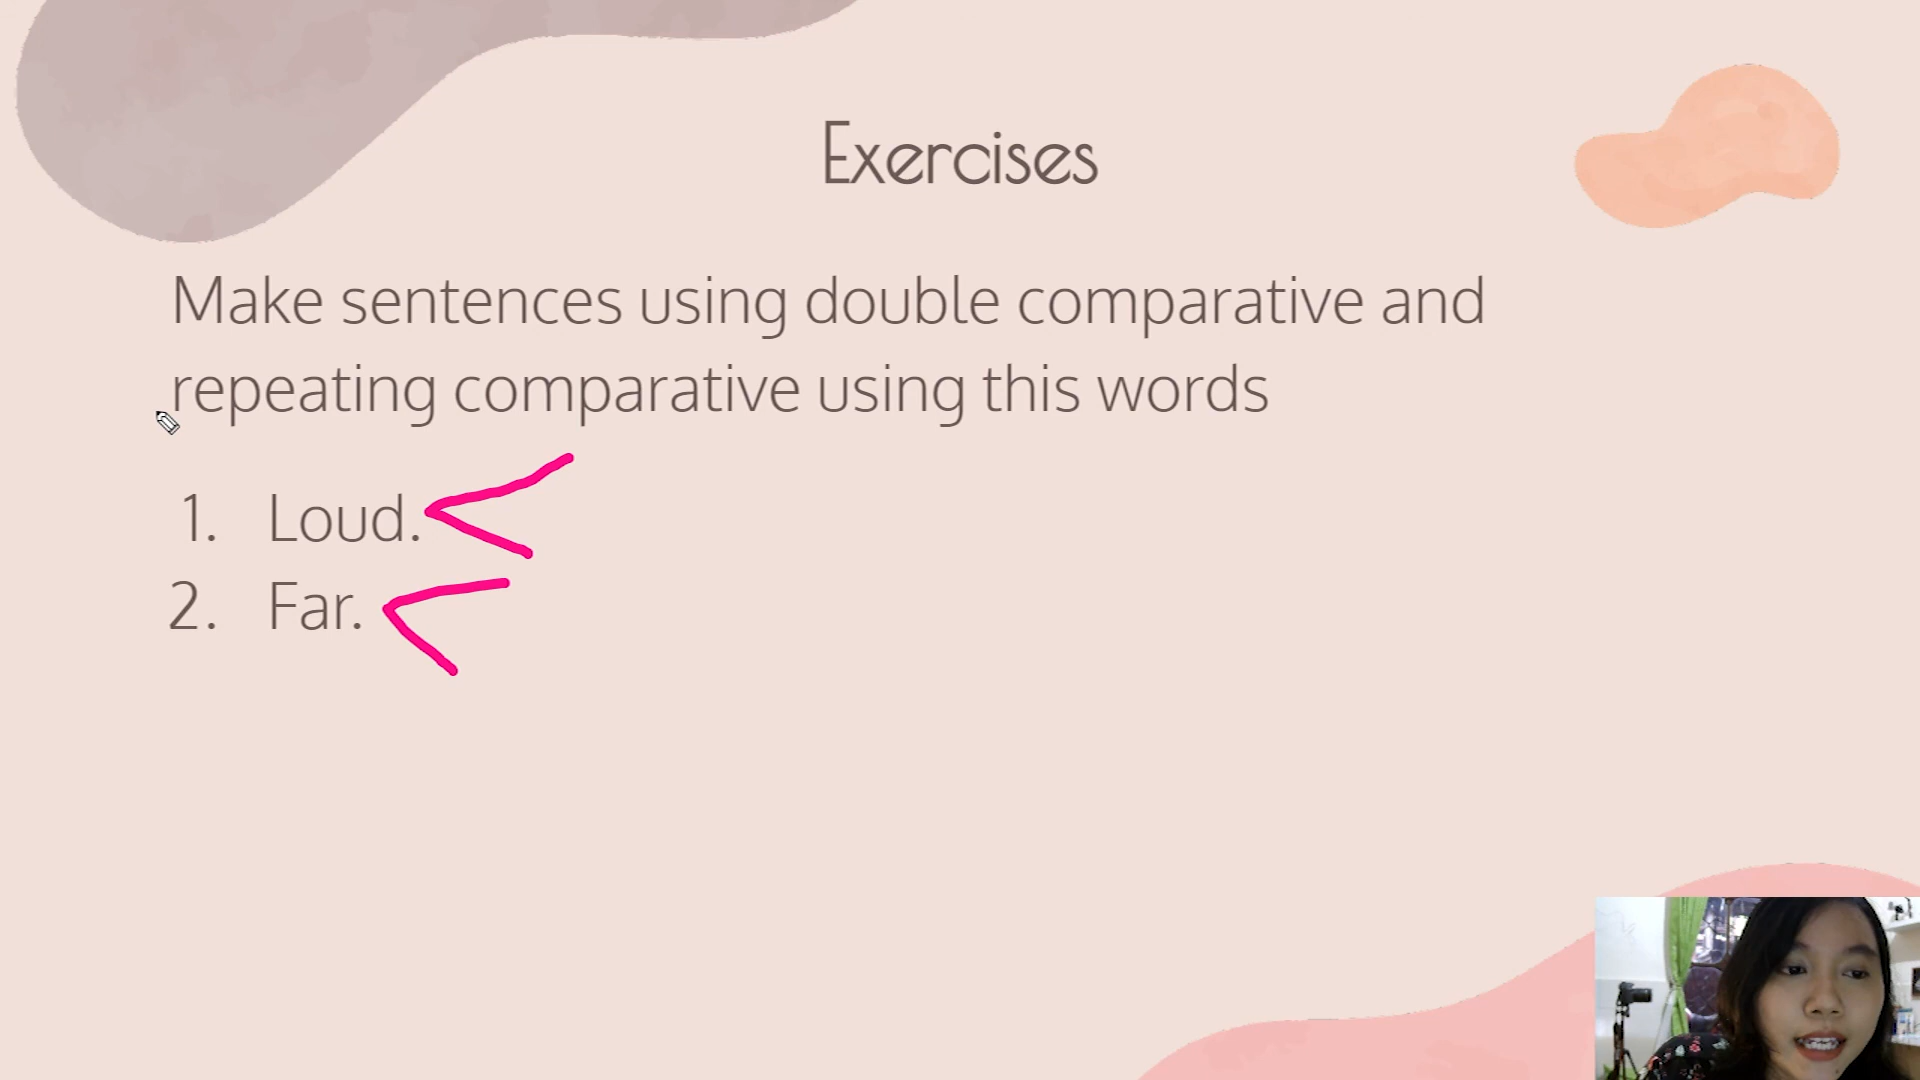 Exercises
Make sentences using double comparative and
repeating comparative using this words
1. Loud.
2. Far.